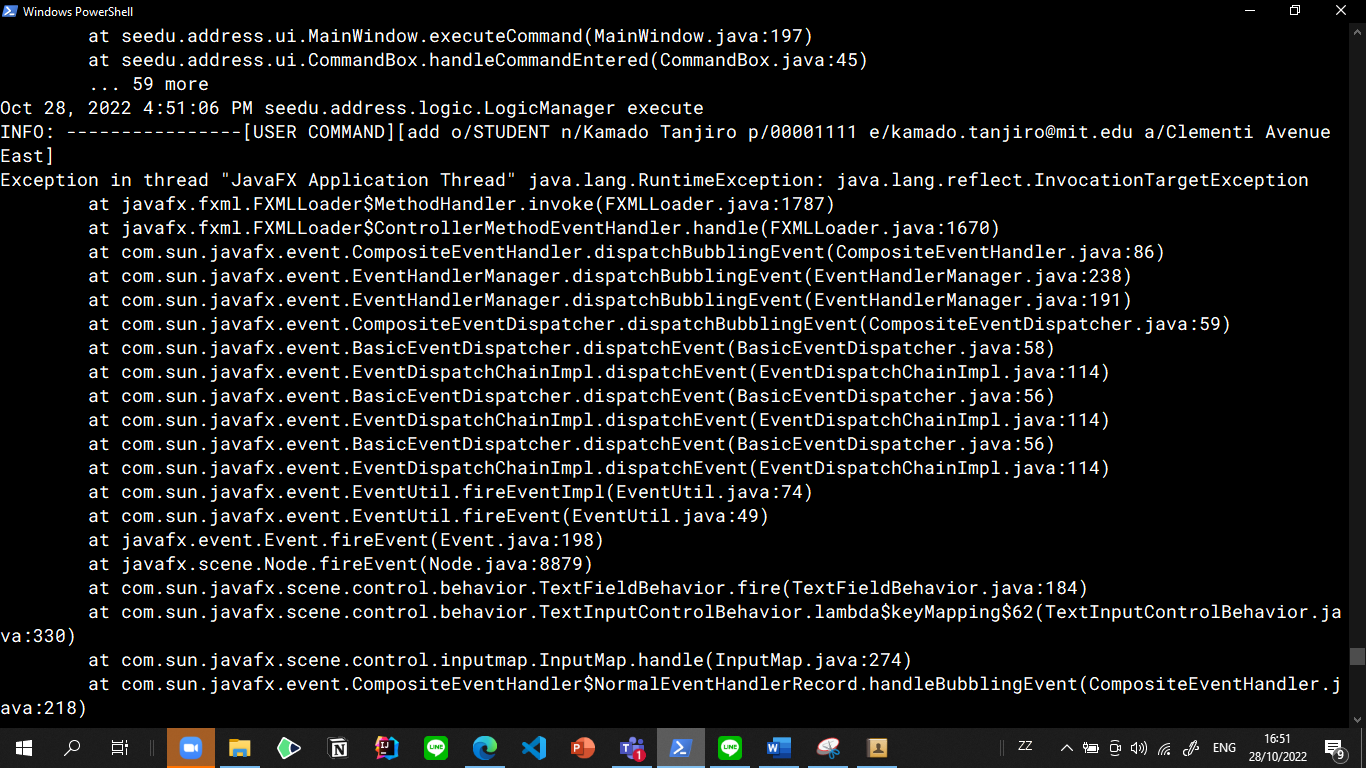 Windows PowerShell
at seedu.address.ui.MainWindow.executeCommand(MainWindow.java:197)
at seedu.address.ui.CommandBox.handleCommandEntered(CommandBox.java:45)
... 59 more
Oct 28, 2022 4:51:06 PM seedu.address.logic.LogicManager execute
INFO: ----------------[USER COMMAND][add o/STUDENT n/Kamado Tanjiro p/00001111 e/kamado.tanjiro@mit.edu a/Clementi Avenue
East]
Exception in thread "JavaFX Application Thread" java.lang.RuntimeException: java.lang.reflect.InvocationTargetException
at javafx.fxml.FXMLLoader$MethodHandler.invoke(FXMLLoader.java:1787)
at javafx.fxml.FXMLLoader$ControllerMethodEventHandler.handle(FXMLLoader.java:1670)
at com.sun.javafx.event.CompositeEventHandler.dispatchBubblingEvent(CompositeEventHandler.java:86)
at com.sun.javafx.event.EventHandlerManager.dispatchBubblingEvent(EventHandlerManager.java:238)
at com.sun.javafx.event.EventHandlerManager.dispatchBubblingEvent(EventHandlerManager.java:191)
at com.sun.javafx.event.CompositeEventDispatcher.dispatchBubblingEvent(CompositeEventDispatcher.java:59)
at com.sun.javafx.event.BasicEventDispatcher.dispatchEvent(BasicEventDispatcher.java:58)
at com.sun.javafx.event.EventDispatchChainImpl.dispatchEvent(EventDispatchChainImpl.java:114)
at com.sun.javafx.event.BasicEventDispatcher.dispatchEvent(BasicEventDispatcher.java:56)
at com.sun.javafx.event.EventDispatchChainImpl.dispatchEvent(EventDispatchChainImpl.java:114)
at com.sun.javafx.event.BasicEventDispatcher.dispatchEvent(BasicEventDispatcher.java:56)
at com.sun.javafx.event.EventDispatchChainImpl.dispatchEvent(EventDispatchChainImpl.java:114)
at com.sun.javafx.event.EventUtil.fireEventImpl(EventUtil.java:74)
at com.sun.javafx.event.EventUtil.fireEvent(EventUtil.java:49)
at javafx.event.Event.fireEvent(Event.java:198)
at javafx.scene.Node.fireEvent(Node.java:8879)
at com.sun.javafx.scene.control.behavior.TextFieldBehavior.fire(TextFieldBehavior.java:184)
at com.sun.javafx.scene.control.behavior.TextInputControlBehavior.lambda$keyMapping$62(TextInputControlBehavior.ja
va:330)
at com.sun.javafx.scene.control.inputmap.InputMap.handle(InputMap.java:274)
at com.sun.javafx.event.CompositeEventHandler$NormalEventHandlerRecord.handleBubblingEvent(CompositeEventHandler.j
ava:218)
ZZ
ENG
16:51
28/10/2022
9